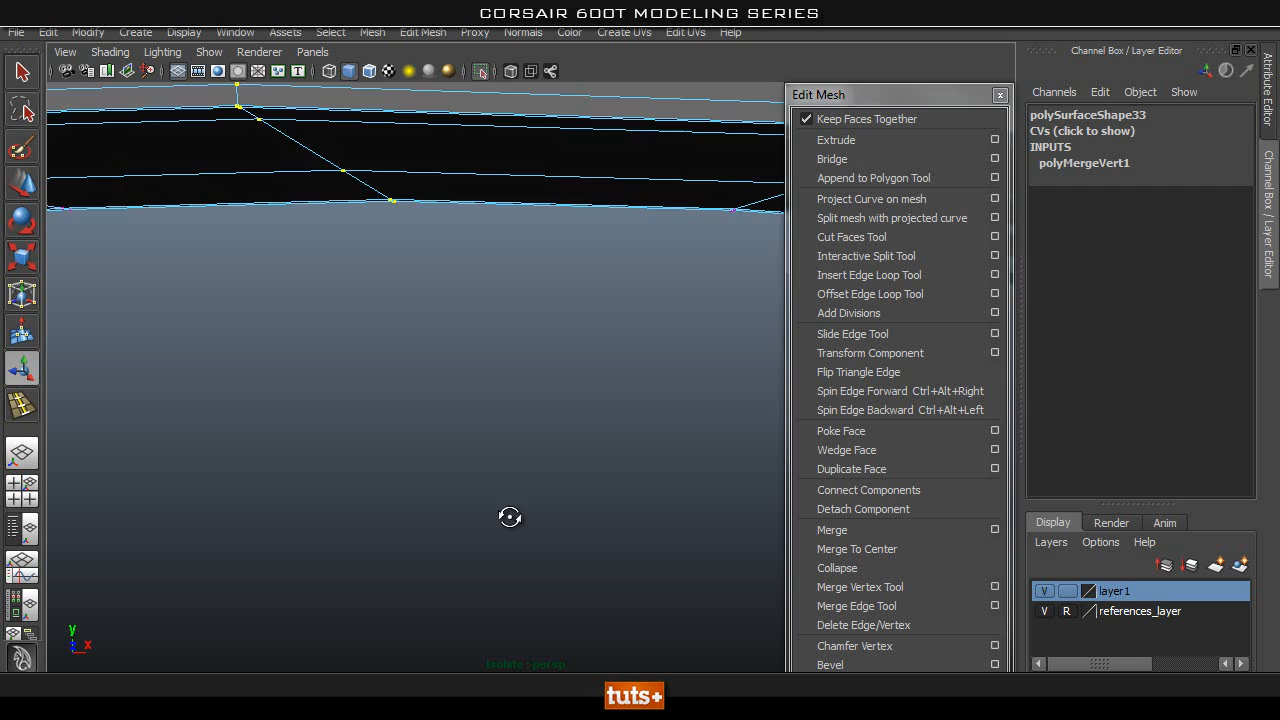 CORSAIR 600T MODELING SERIES
File Edit Modify Create Display Window Assets Select Mesh Edit Mesh Proxy Normals Color Create UVs Edit UVs Help
View Shading Lighting Show Renderer Panels
Channel Box / Layer Editor
Channels Edit Object Show
polySurfaceShape33
CVs (click to show)
INPUTS
polyMergeVert1
Attribute Editor
Channel Box / Layer Editor
Edit Mesh
Keep Faces Together
Extrude
Bridge
Append to Polygon Tool
Project Curve on mesh
Split mesh with projected curve
Cut Faces Tool
Interactive Split Tool
Insert Edge Loop Tool
Offset Edge Loop Tool
Add Divisions
Slide Edge Tool
Transform Component
Flip Triangle Edge
Spin Edge Forward Ctrl+Alt+Right
Spin Edge Backward Ctrl+Alt+Left
Poke Face
Wedge Face
Duplicate Face
Connect Components
Detach Component
Merge
Merge To Center
Collapse
Merge Vertex Tool
Merge Edge Tool
Delete Edge/Vertex
Chamfer Vertex
Bevel
Display Render Anim
Layers Options Help
V layer1
V R references_layer
y
x
Isolate : persp
tuts+